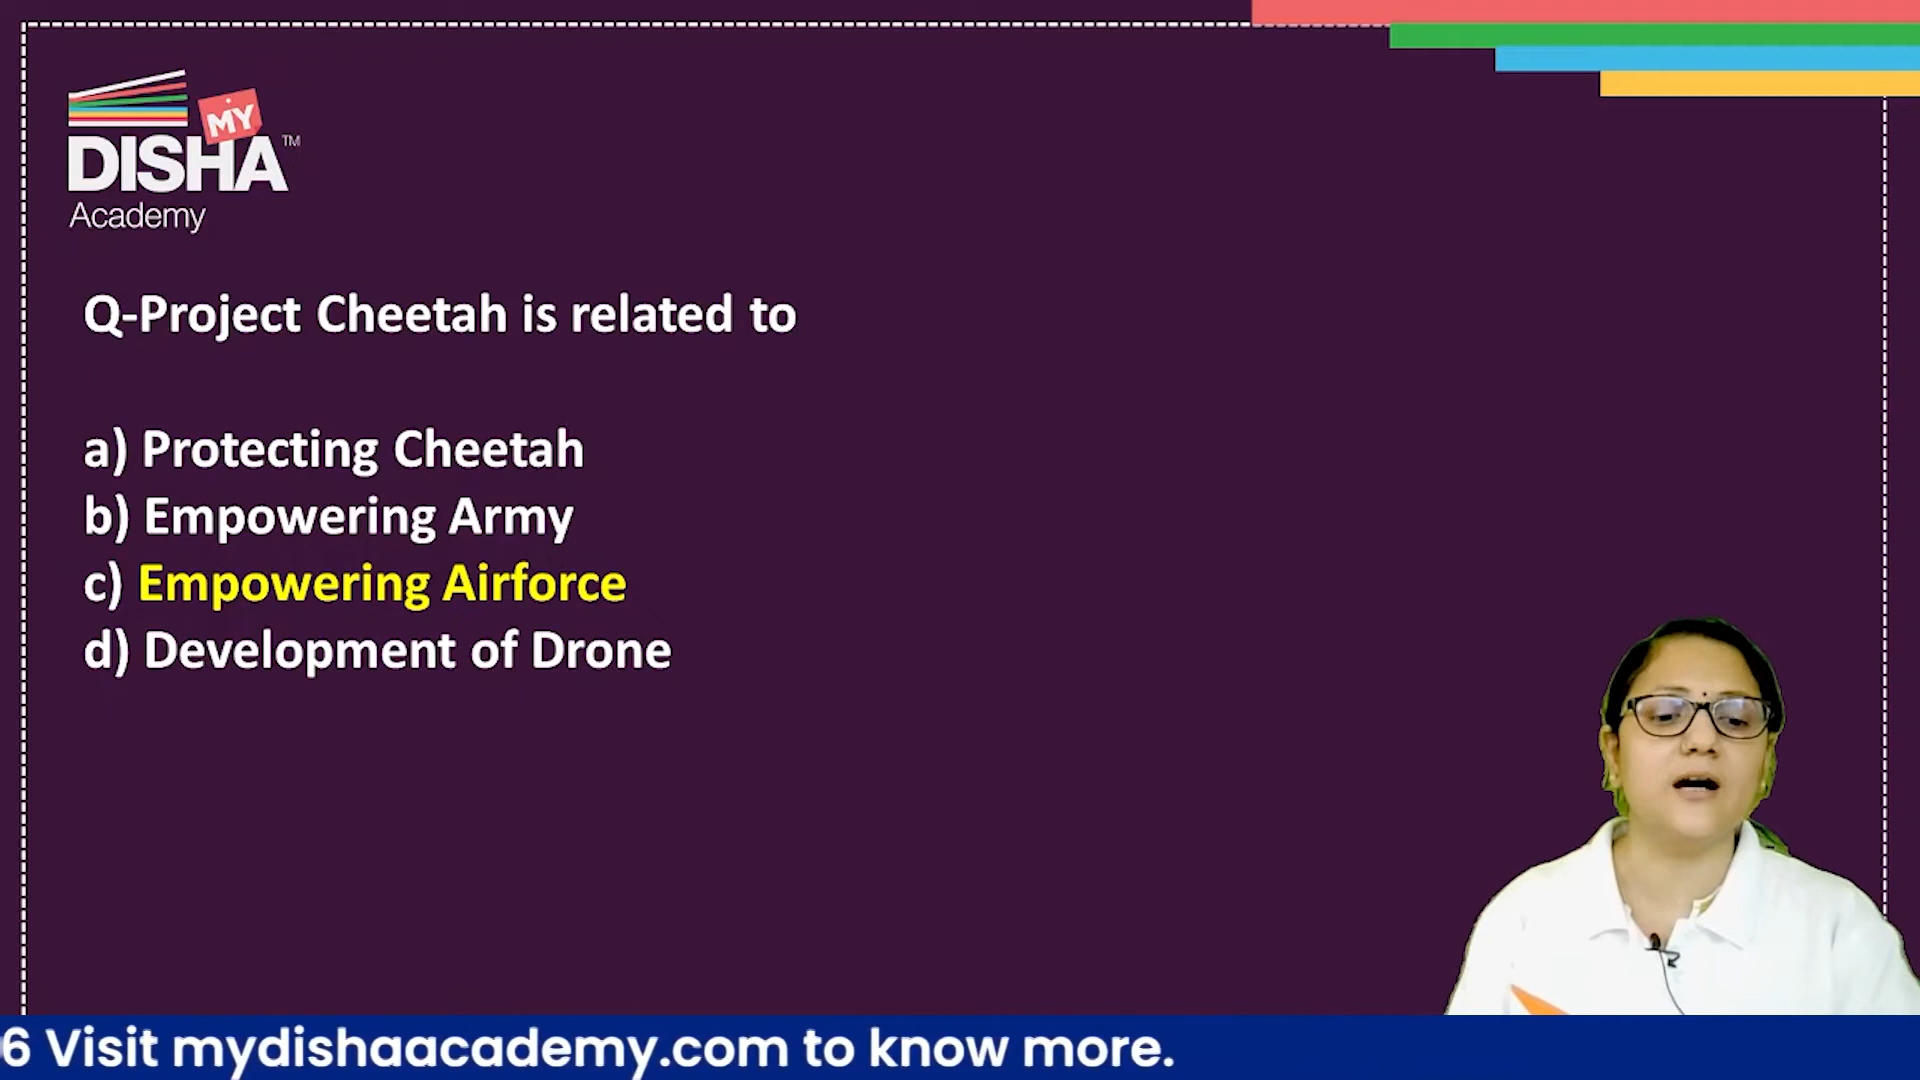 MY
DISHA™
Academy
Q-Project Cheetah is related to
a) Protecting Cheetah
b) Empowering Army
c) Empowering Airforce
d) Development of Drone
6 Visit mydishaacademy.com to know more.